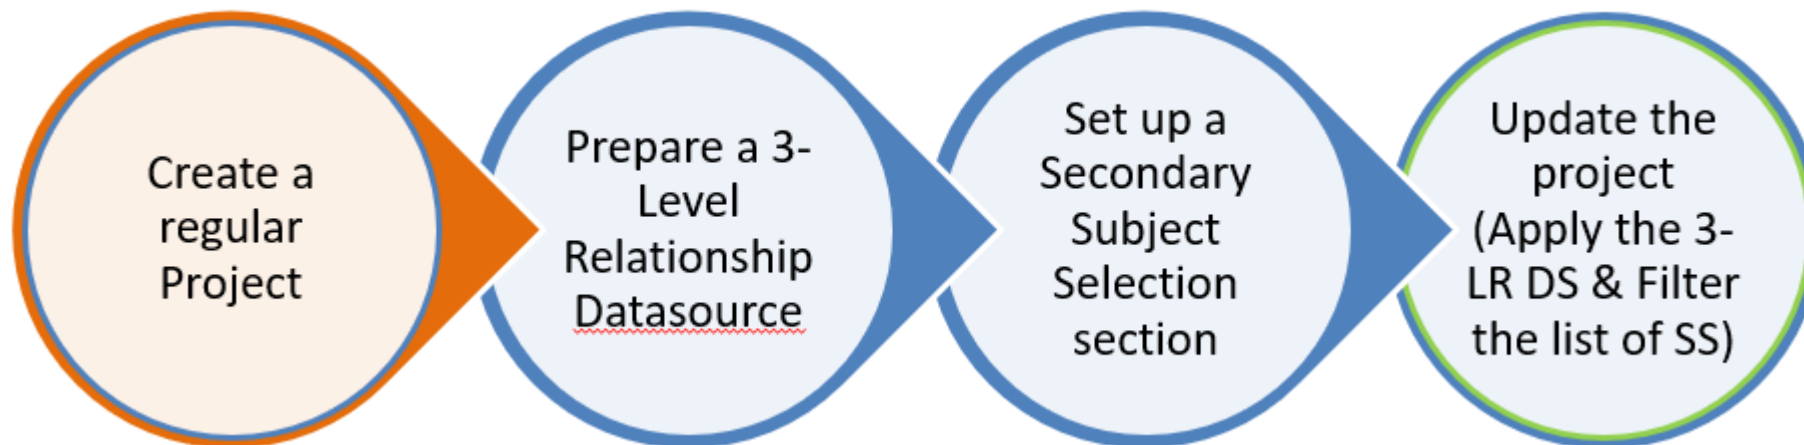 Create a
regular
Project
Prepare a 3-
Level
Relationship
Datasource
Set up a
Secondary
Subject
Selection
section
Update the
project
(Apply the 3-
LR DS & Filter
the list of SS)